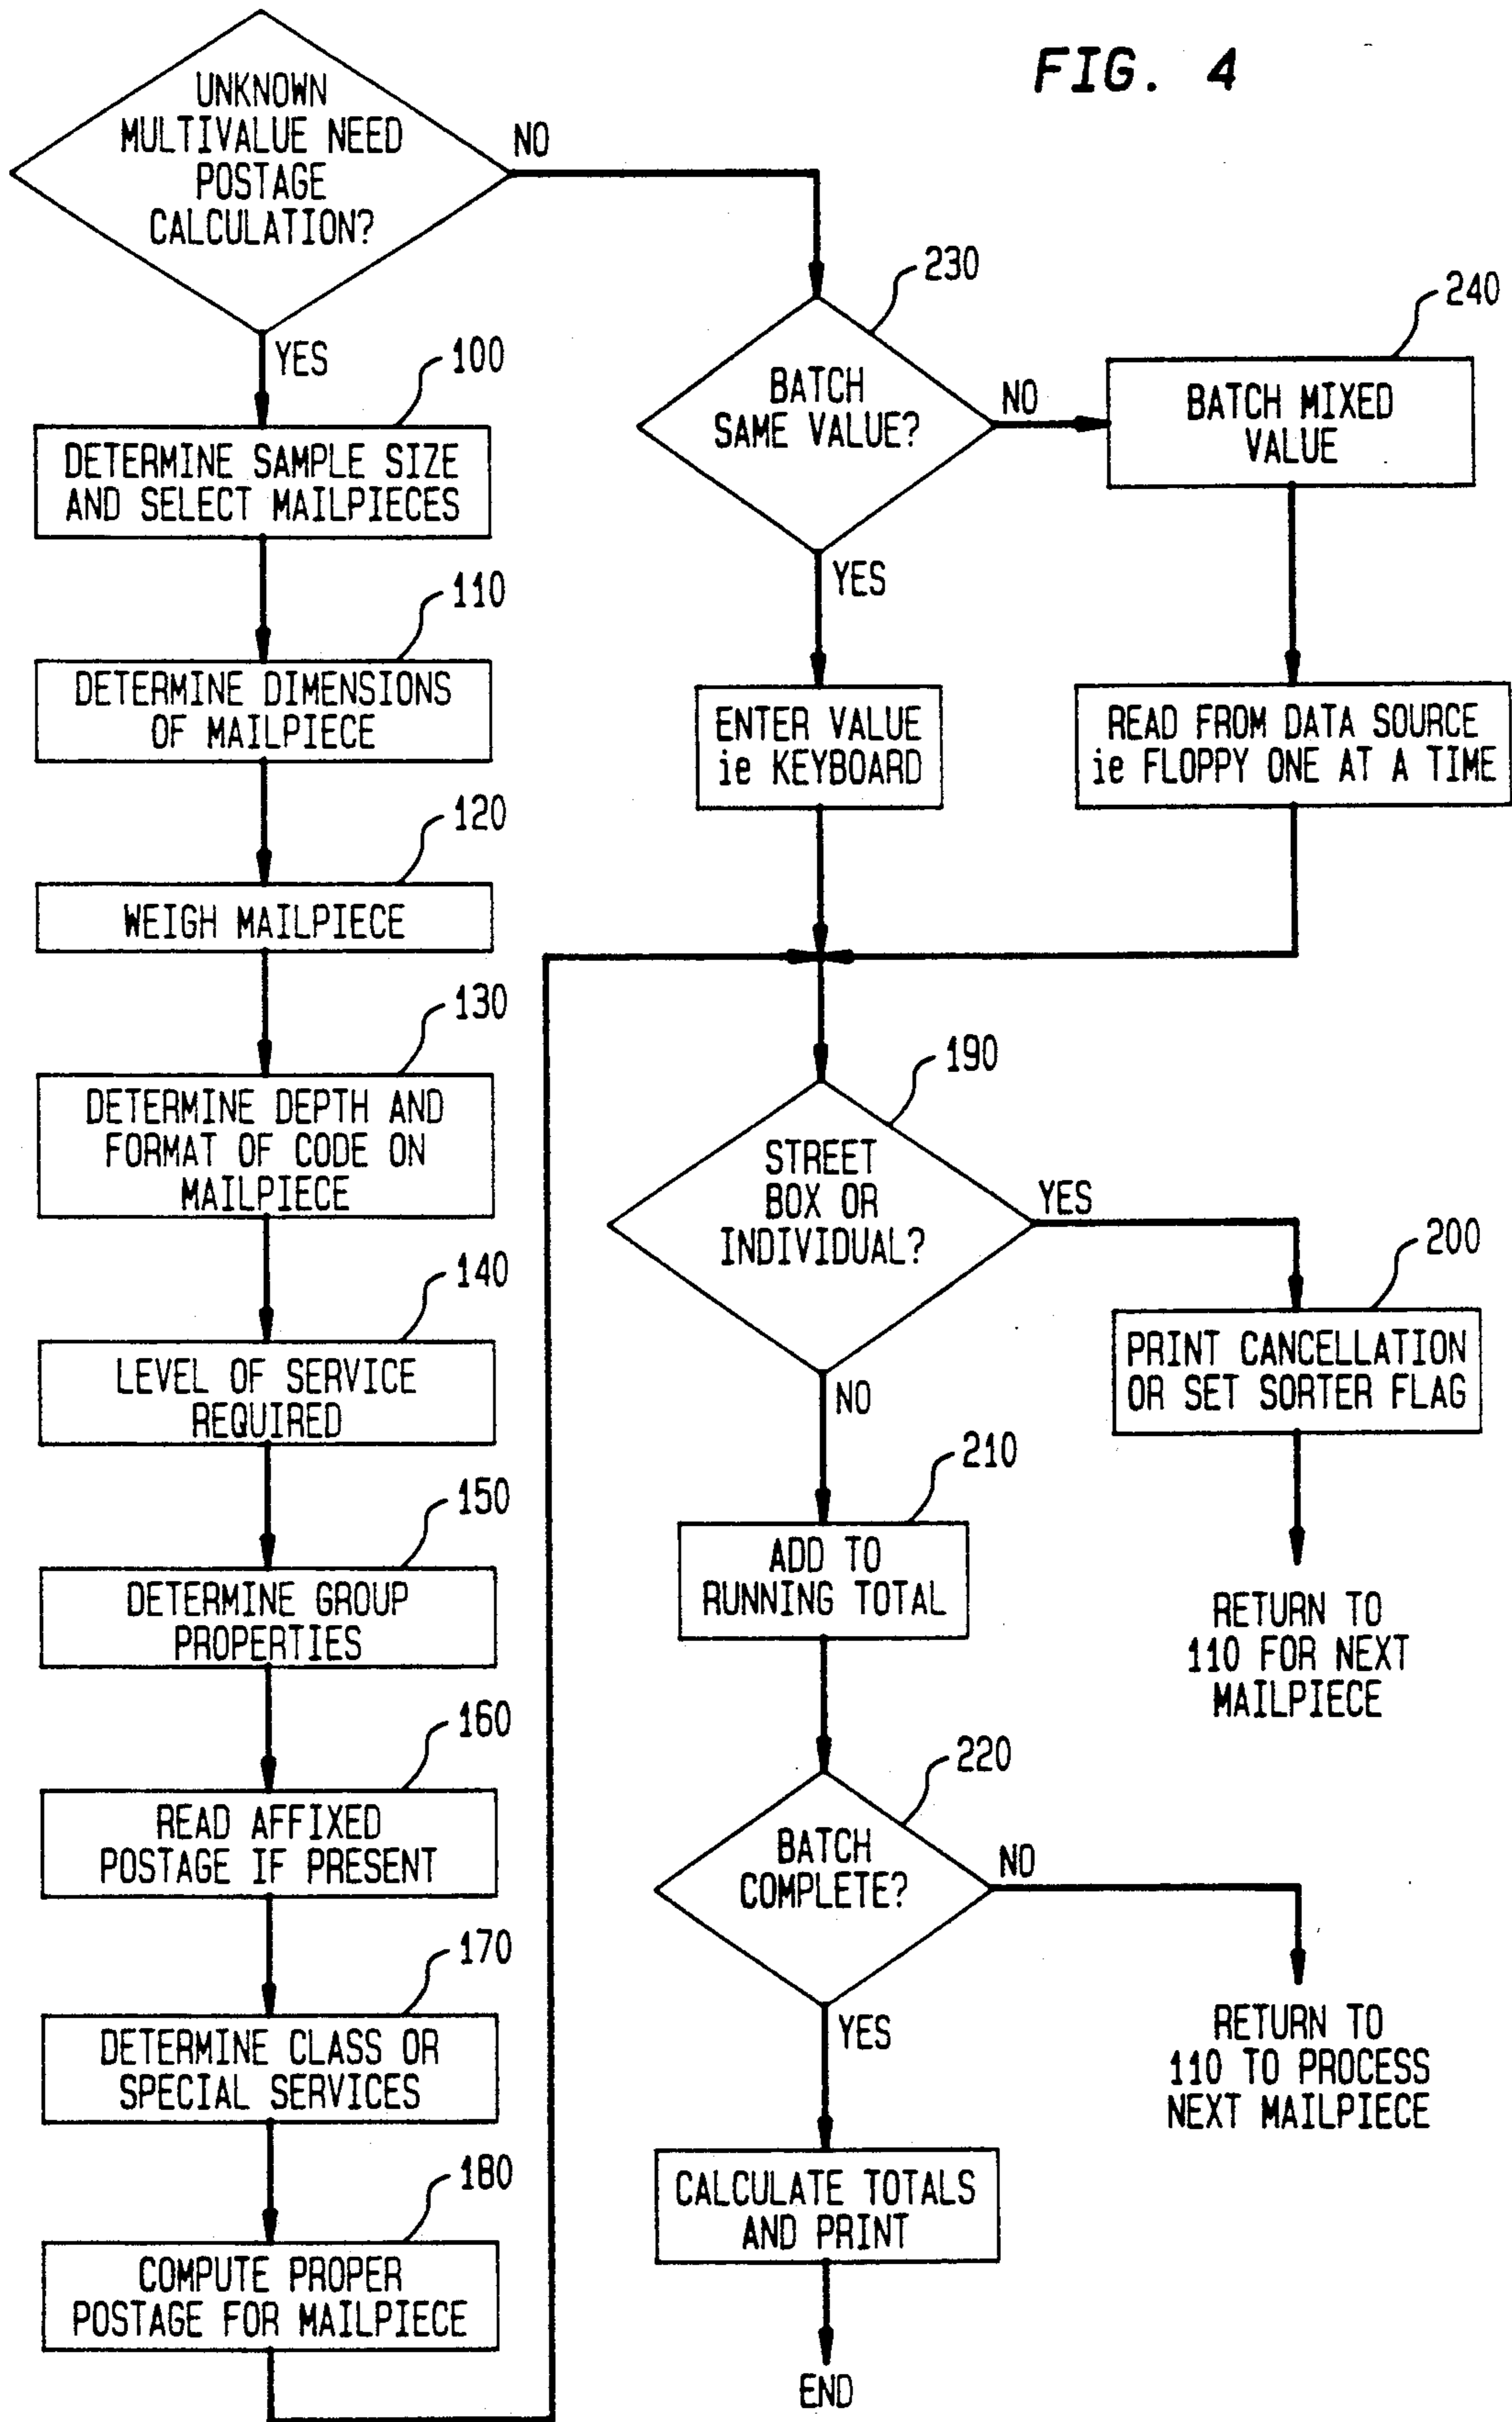 FIG. 4
UNKNOWN
MULTIVALUE NEED
POSTAGE
CALCULATION?
NO
YES
100
DETERMINE SAMPLE SIZE
AND SELECT MAILPIECES
110
DETERMINE DIMENSIONS
OF MAILPIECE
120
WEIGH MAILPIECE
130
DETERMINE DEPTH AND
FORMAT OF CODE ON
MAILPIECE
140
LEVEL OF SERVICE
REQUIRED
150
DETERMINE GROUP
PROPERTIES
160
READ AFFIXED
POSTAGE IF PRESENT
170
DETERMINE CLASS OR
SPECIAL SERVICES
180
COMPUTE PROPER
POSTAGE FOR MAILPIECE
230
BATCH
SAME VALUE?
NO
YES
240
BATCH MIXED
VALUE
ENTER VALUE
ie KEYBOARD
READ FROM DATA SOURCE
ie FLOPPY ONE AT A TIME
190
STREET
BOX OR
INDIVIDUAL?
YES
NO
200
PRINT CANCELLATION
OR SET SORTER FLAG
RETURN TO
110 FOR NEXT
MAILPIECE
210
ADD TO
RUNNING TOTAL
220
BATCH
COMPLETE?
NO
YES
RETURN TO
110 TO PROCESS
NEXT MAILPIECE
CALCULATE TOTALS
AND PRINT
END